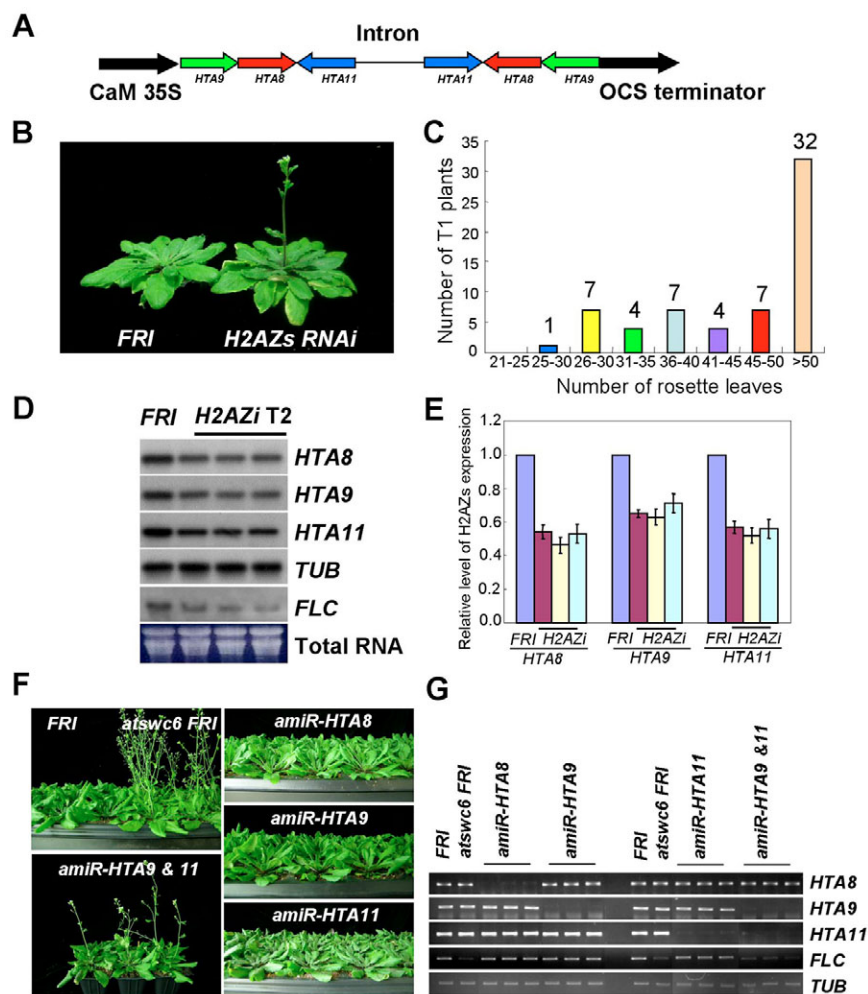 A
Intron
HTA9 HTA8 HTA11 HTA11 HTA8 HTA9
CaM 35S OCS terminator
B
FRI H2AZs RNAi
C
Number of T1 plants
35
30
25
20
15
10
5
0
1 7 4 7 4 7 32
21-25 25-30 26-30 31-35 36-40 41-45 45-50 >50
Number of rosette leaves
D
FRI H2AZi T2
HTA8
HTA9
HTA11
TUB
FLC
Total RNA
E
Relative level of H2AZs expression
1.2
1.0
0.8
0.6
0.4
0.2
0.0
FRI H2AZi FRI H2AZi FRI H2AZi
HTA8 HTA9 HTA11
F
FRI atswc6 FRI
amiR-HTA8
amiR-HTA9
amiR-HTA9 & 11
amiR-HTA11
G
FRI atswc6 FRI amiR-HTA8 amiR-HTA9 FRI atswc6 FRI amiR-HTA11 amiR-HTA9 &11
HTA8
HTA9
HTA11
FLC
TUB